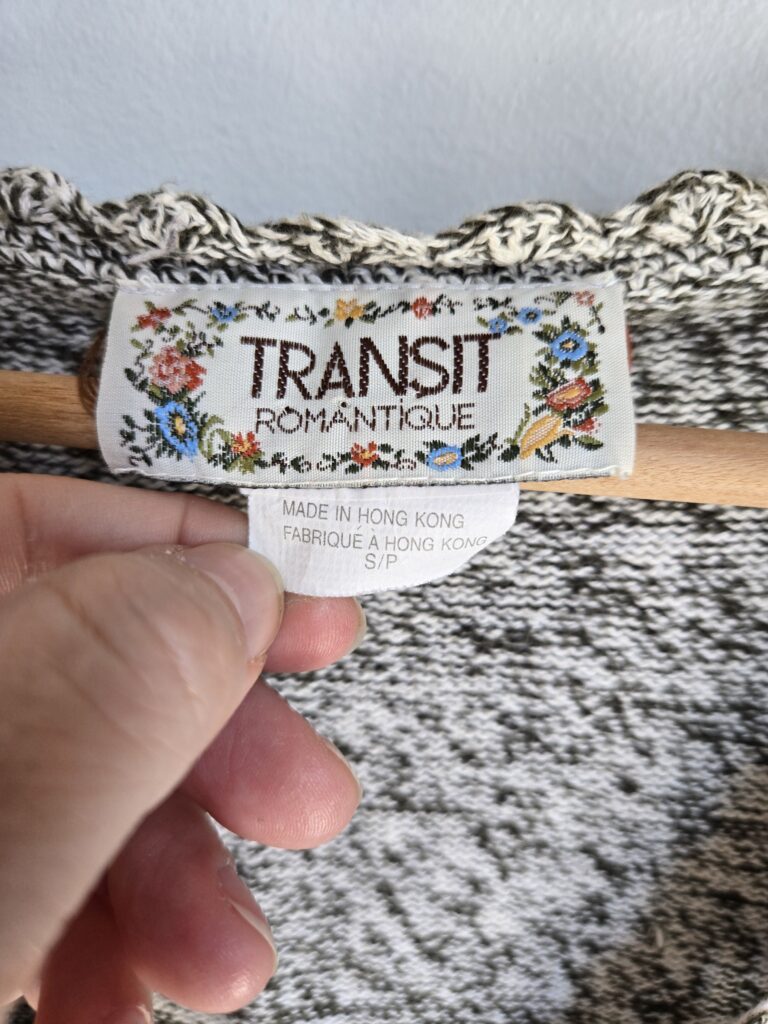 TRANSIT
ROMANTIQUE
MADE IN HONG KONG
FABRIQUÉ À HONG KONG
S/P